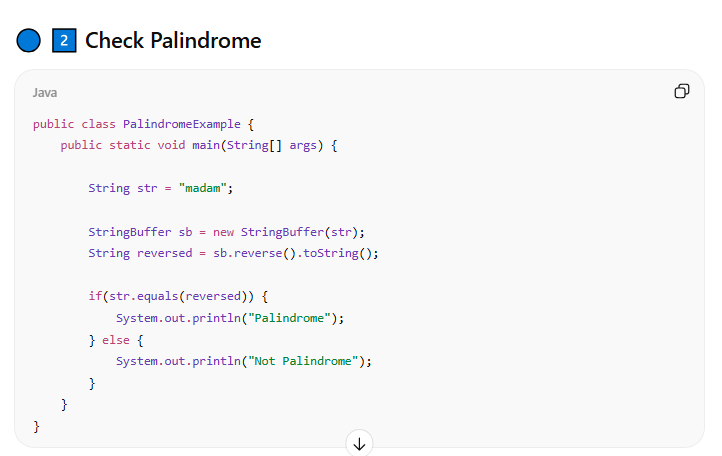 2 Check Palindrome
Java
public class PalindromeExample {
public static void main(String[] args) {
String str = "madam";
StringBuffer sb = new StringBuffer(str);
String reversed = sb.reverse().toString();
if(str.equals(reversed)) {
System.out.println("Palindrome");
} else {
System.out.println("Not Palindrome");
}
}
}